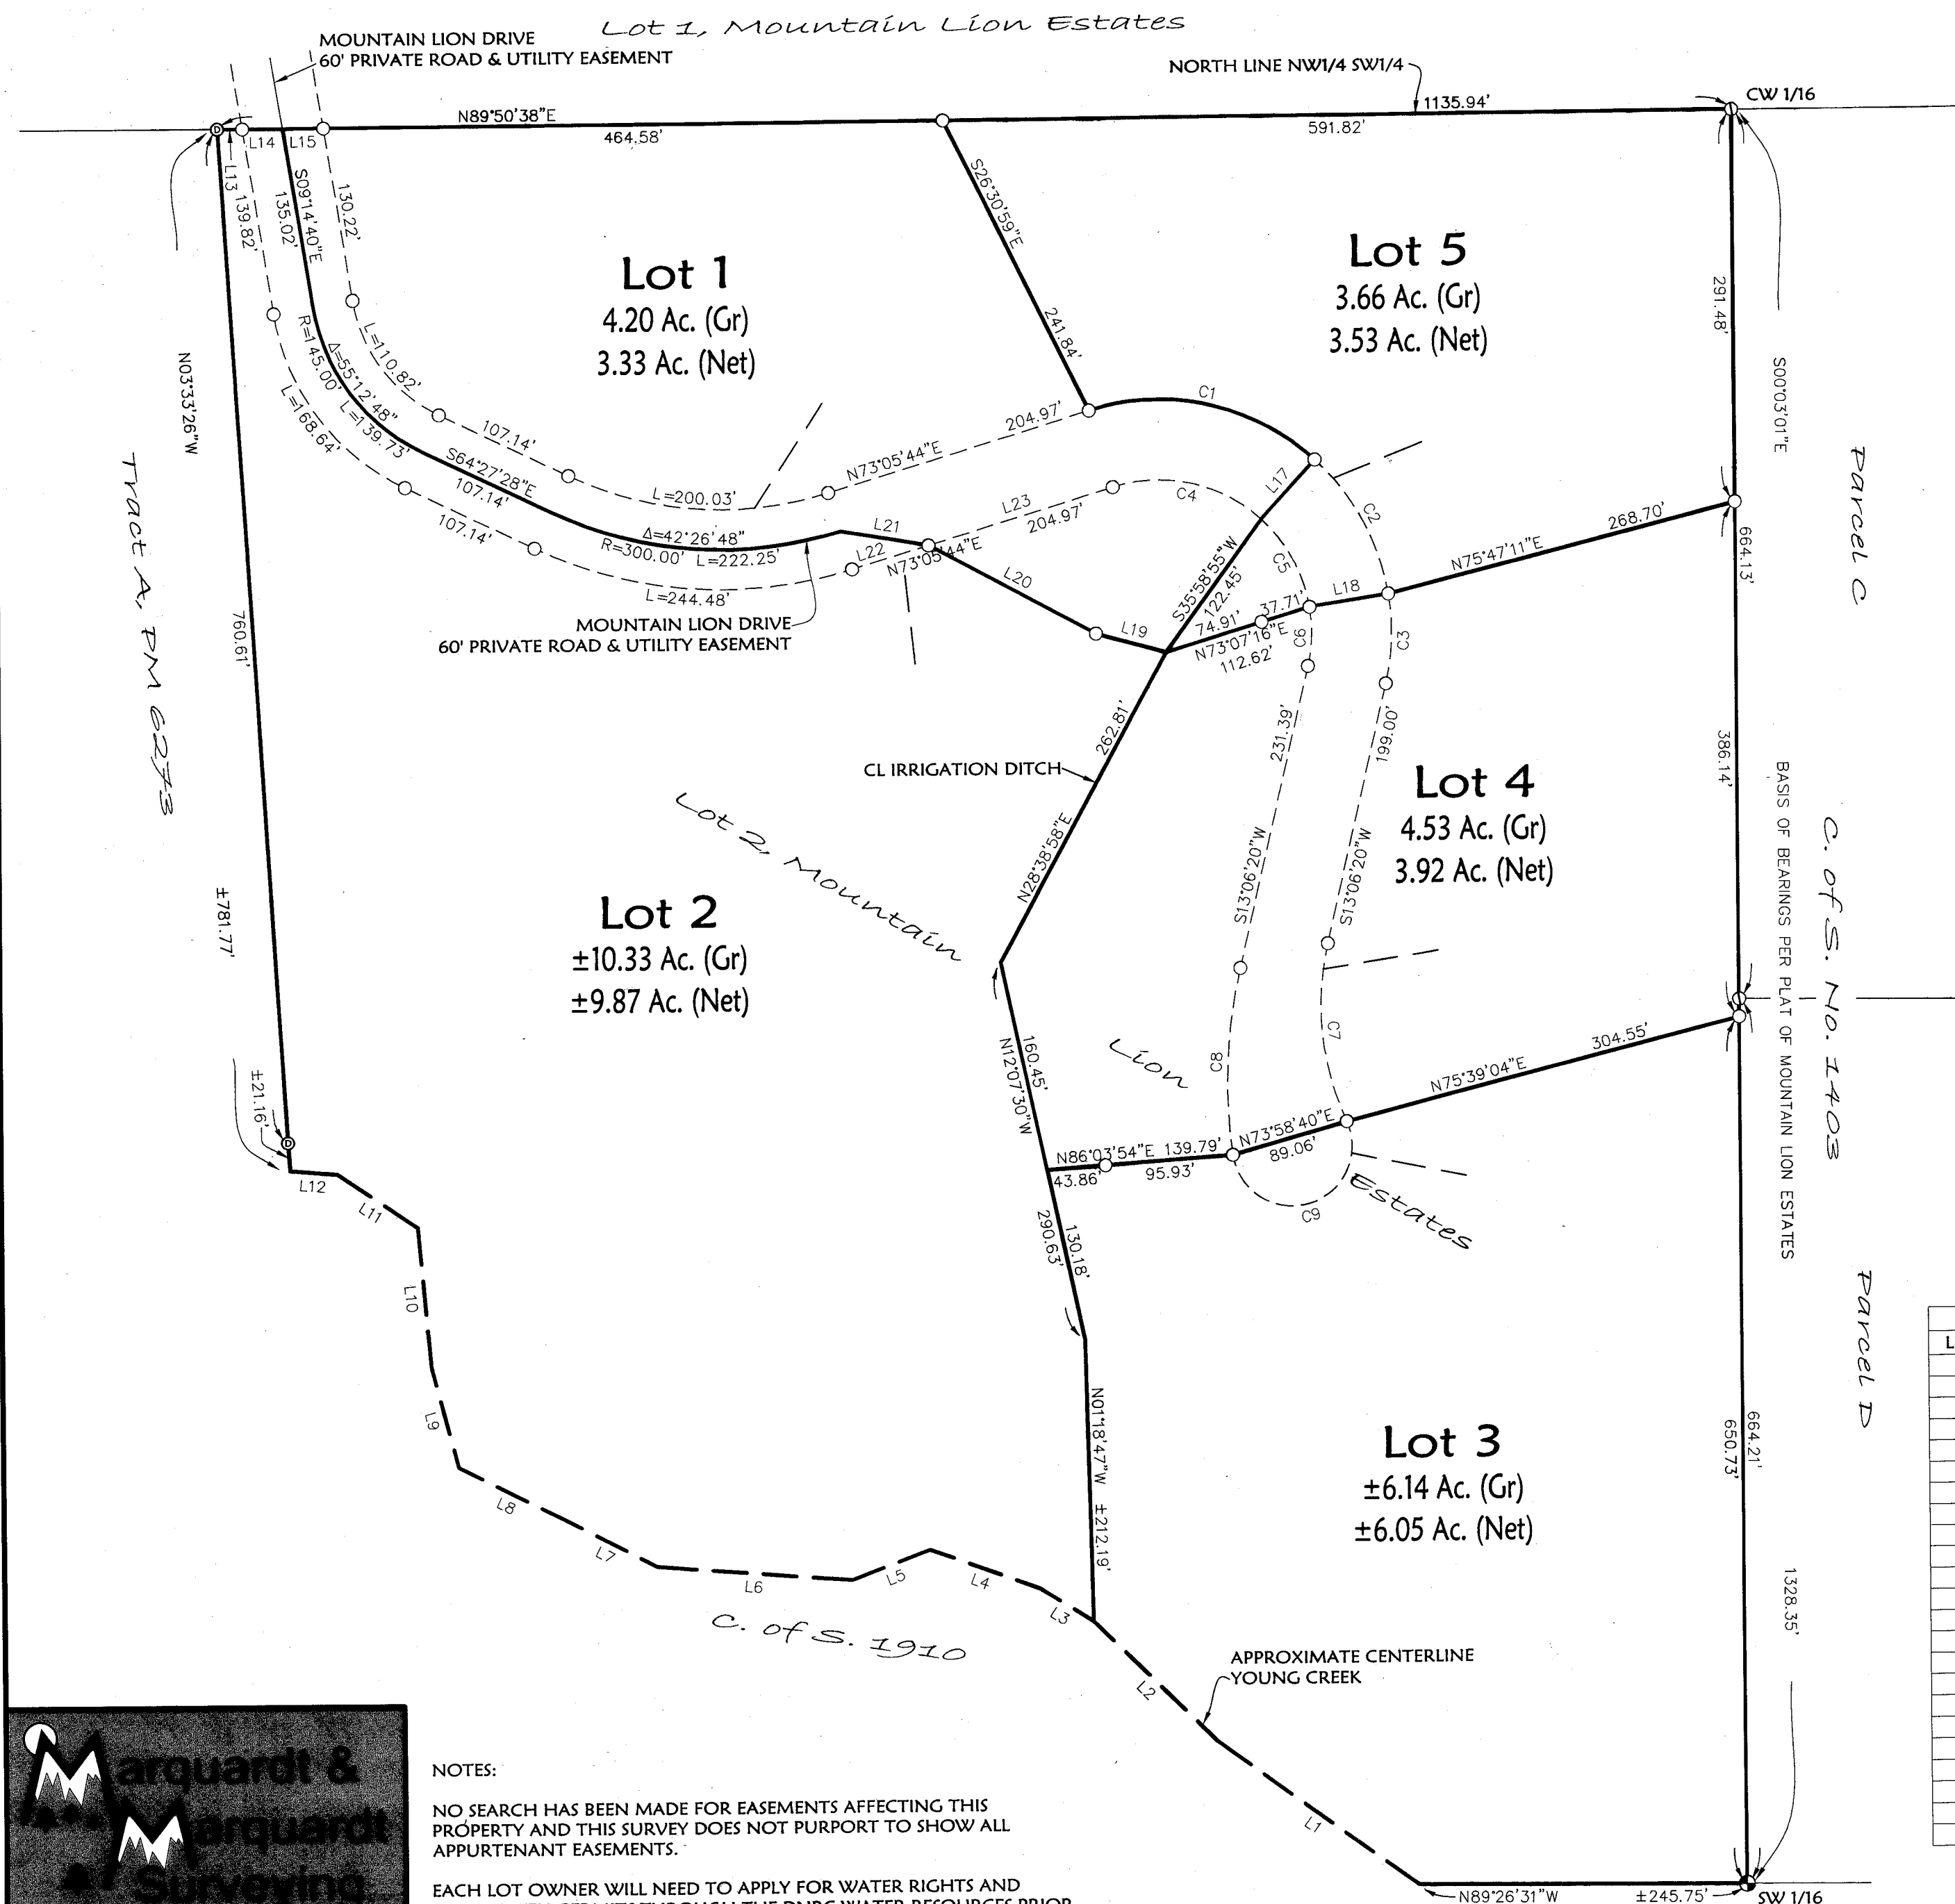 Lot 1, Mountain Lion Estates
MOUNTAIN LION DRIVE
60' PRIVATE ROAD & UTILITY EASEMENT
NORTH LINE NW1/4 SW1/4
1135.94'
CW 1/16
N89°50'38"E
464.58'
591.82'
L14
L15
L13
139.82'
S09°14'40"E
135.02'
130.22'
S26°30'59"E
241.84'
Lot 1
4.20 Ac. (Gr)
3.33 Ac. (Net)
Lot 5
3.66 Ac. (Gr)
3.53 Ac. (Net)
291.48'
S00°03'01"E
N03°33'26"W
L=110.82'
Δ=55°12'48"
R=145.00' L=139.73'
L=168.64'
107.14'
S64°27'28"E
107.14'
107.14'
L=200.03'
N73°05'44"E
204.97'
C1
L17
C2
C4
L23
204.97'
Δ=42°26'48"
R=300.00' L=222.25'
L=244.48'
L21
L22
N73°05'44"E
L20
L19
S35°58'55"W
122.45'
C5
L18
N75°47'11"E
268.70'
664.13'
Parcel C
74.91'
37.71'
N73°07'16"E
112.62'
C6
C3
MOUNTAIN LION DRIVE
60' PRIVATE ROAD & UTILITY EASEMENT
Tract A, PM 6273
760.61'
262.81'
N28°38'58"E
CL IRRIGATION DITCH
231.39'
S13°06'20"W
199.00'
S13°06'20"W
Lot 4
4.53 Ac. (Gr)
3.92 Ac. (Net)
386.14'
BASIS OF BEARINGS PER PLAT OF MOUNTAIN LION ESTATES
C. of S. No. 1403
Lot 2, Mountain
Lion
Estates
Lot 2
±10.33 Ac. (Gr)
±9.87 Ac. (Net)
±781.77'
±21.16'
160.45'
N12°07'30"W
C8
C7
N75°39'04"E
304.55'
N86°03'54"E 139.79'
43.86'
95.93'
N73°58'40"E
89.06'
C9
290.63'
130.18'
L12
L11
L10
L9
L8
L7
L6
L5
L4
L3
N01°18'47"W ±212.19'
Parcel D
L
Lot 3
±6.14 Ac. (Gr)
±6.05 Ac. (Net)
664.21'
650.73'
1328.35'
C. of S. 1910
APPROXIMATE CENTERLINE
YOUNG CREEK
L2
L1
N89°26'31"W
±245.75'
SW 1/16
Marquardt &
Marquardt
Surveying
NOTES:
NO SEARCH HAS BEEN MADE FOR EASEMENTS AFFECTING THIS
PROPERTY AND THIS SURVEY DOES NOT PURPORT TO SHOW ALL
APPURTENANT EASEMENTS.
EACH LOT OWNER WILL NEED TO APPLY FOR WATER RIGHTS AND
THROUGH THE DNRC WATER RESOURCES PRIOR